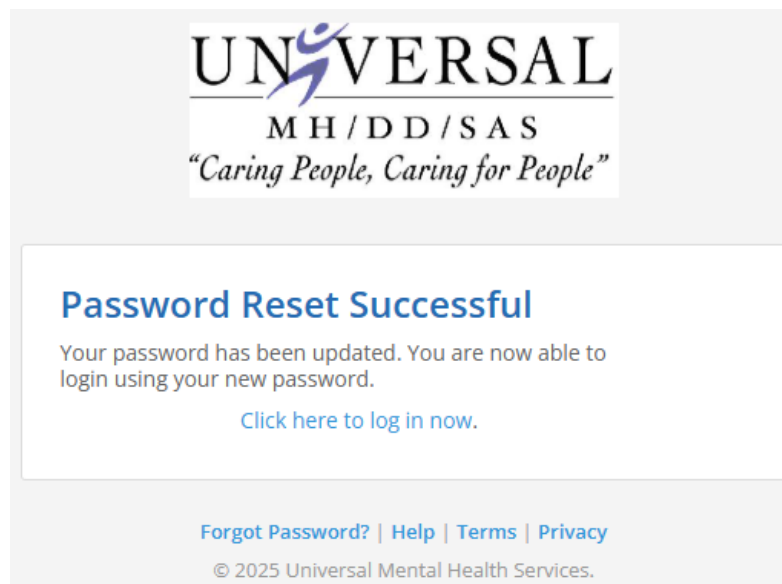 UNIVERSAL
MH/DD/SAS
“Caring People, Caring for People”
Password Reset Successful
Your password has been updated. You are now able to
login using your new password.
Click here to log in now.
Forgot Password? | Help | Terms | Privacy
© 2025 Universal Mental Health Services.